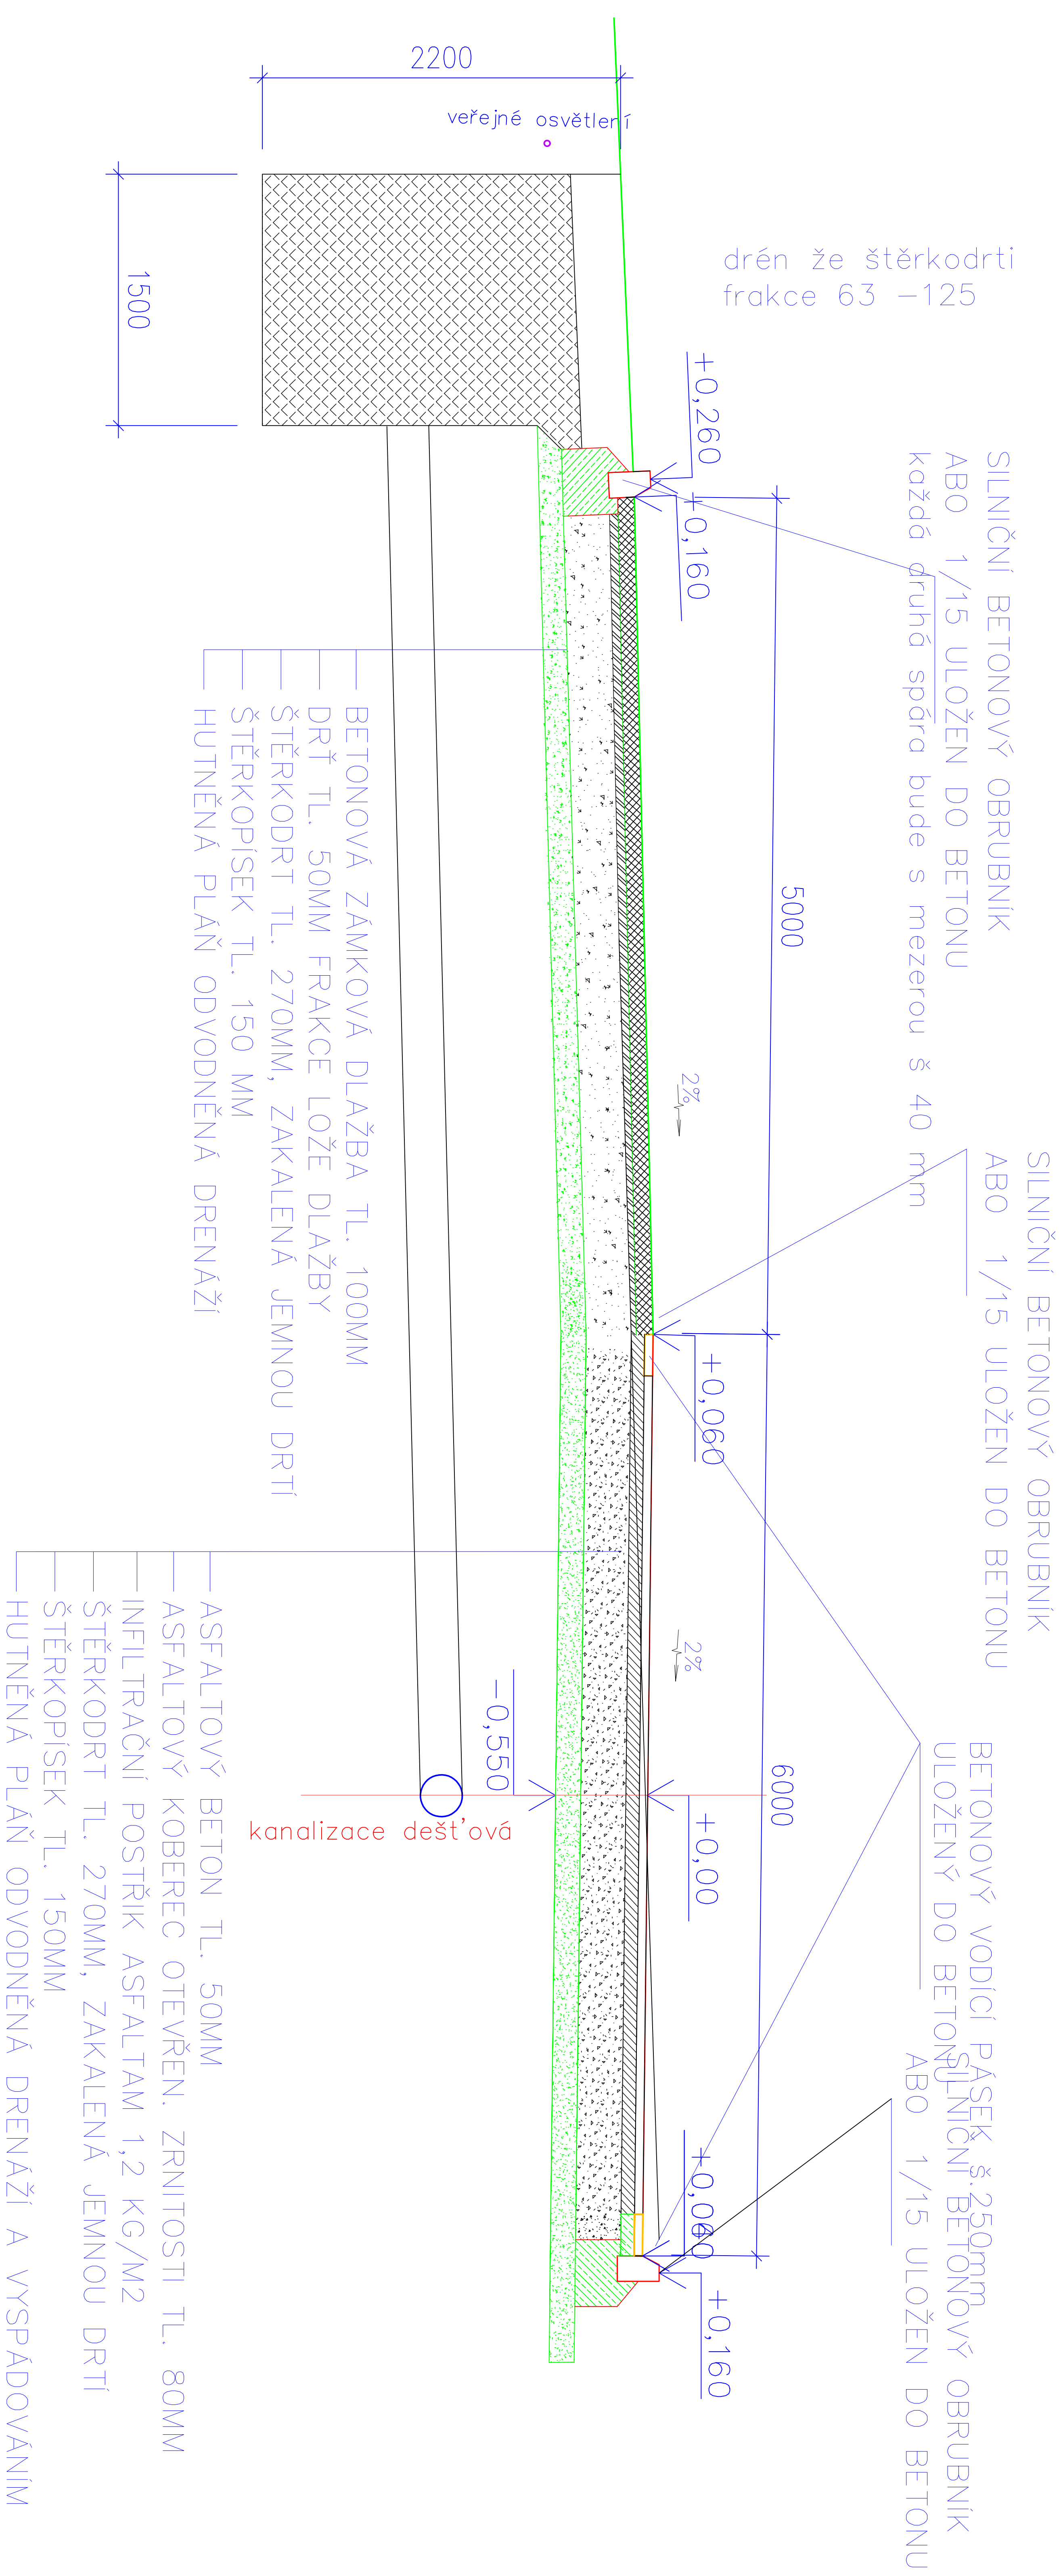 2200
veřejné osvětlení
1500
drén že štěrkodrti
frakce 63 -125
+0,260
+0,160
SILNIČNÍ BETONOVÝ OBRUBNÍK
ABO 1/15 ULOŽEN DO BETONU
každá druhá spára bude s mezerou š 40 mm
5000
2%
SILNIČNÍ BETONOVÝ OBRUBNÍK
ABO 1/15 ULOŽEN DO BETONU
+0,060
BETONOVÁ ZÁMKOVÁ DLAŽBA TL. 100MM
DRŤ TL. 50MM FRAKCE LOŽE DLAŽBY
ŠTĚRKODRT TL. 270MM, ZAKALENÁ JEMNOU DRTÍ
ŠTĚRKOPÍSEK TL. 150 MM
HUTNĚNÁ PLÁŇ ODVODNĚNÁ DRENÁŽÍ
2%
6000
-0,550
+0,00
kanalizace dešťová
BETONOVÝ VODÍCÍ PÁSEK š.250mm
ULOŽENÝ DO BETONU
SILNIČNÍ BETONOVÝ OBRUBNÍK
ABO 1/15 ULOŽEN DO BETONU
+0,160
ASFALTOVÝ BETON TL. 50MM
ASFALTOVÝ KOBEREC OTEVŘEN. ZRNITOSTI TL. 80MM
INFILTRAČNÍ POSTŘIK ASFALTAM 1,2 KG/M2
ŠTĚRKODRT TL. 270MM, ZAKALENÁ JEMNOU DRTÍ
ŠTĚRKOPÍSEK TL. 150MM
HUTNĚNÁ PLÁŇ ODVODNĚNÁ DRENÁŽÍ A VYSPÁDOVÁNÍM